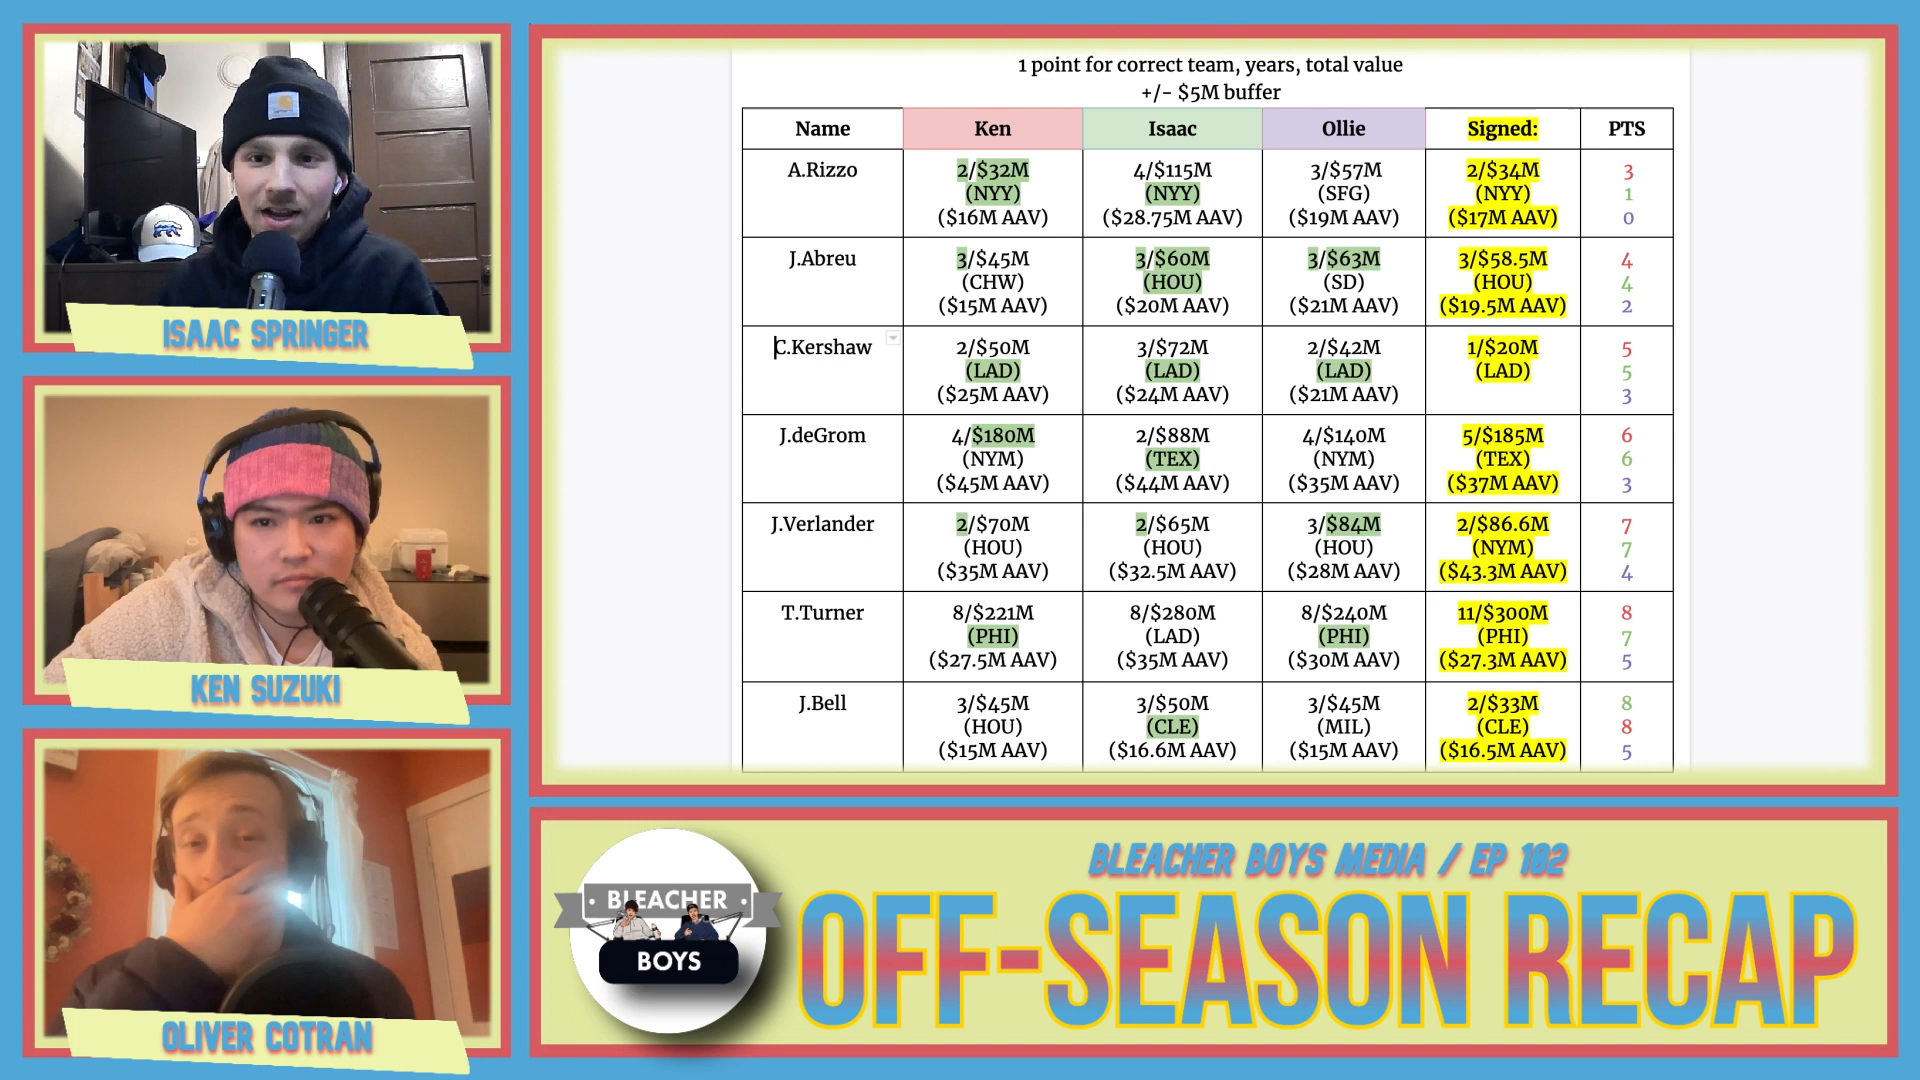 1 point for correct team, years, total value
+/- $5M buffer
Name Ken Isaac Ollie Signed: PTS
A.Rizzo 2/$32M 4/$115M 3/$57M 2/$34M 3
(NYY) (NYY) (SFG) (NYY) 1
($16M AAV) ($28.75M AAV) ($19M AAV) ($17M AAV) 0
J.Abreu 3/$45M 3/$60M 3/$63M 3/$58.5M 4
(CHW) (HOU) (SD) (HOU) 4
($15M AAV) ($20M AAV) ($21M AAV) ($19.5M AAV) 2
C.Kershaw 2/$50M 3/$72M 2/$42M 1/$20M 5
(LAD) (LAD) (LAD) (LAD) 5
($25M AAV) ($24M AAV) ($21M AAV) 3
J.deGrom 4/$180M 2/$88M 4/$140M 5/$185M 6
(NYM) (TEX) (NYM) (TEX) 6
($45M AAV) ($44M AAV) ($35M AAV) ($37M AAV) 3
J.Verlander 2/$70M 2/$65M 3/$84M 2/$86.6M 7
(HOU) (HOU) (HOU) (NYM) 7
($35M AAV) ($32.5M AAV) ($28M AAV) ($43.3M AAV) 4
T.Turner 8/$221M 8/$280M 8/$240M 11/$300M 8
(PHI) (LAD) (PHI) (PHI) 7
($27.5M AAV) ($35M AAV) ($30M AAV) ($27.3M AAV) 5
J.Bell 3/$45M 3/$50M 3/$45M 2/$33M 8
(HOU) (CLE) (MIL) (CLE) 8
($15M AAV) ($16.6M AAV) ($15M AAV) ($16.5M AAV) 5
ISAAC SPRINGER
KEN SUZUKI
OLIVER COTRAN
· BLEACHER ·
BOYS
BLEACHER BOYS MEDIA / EP 102
OFF-SEASON RECAP